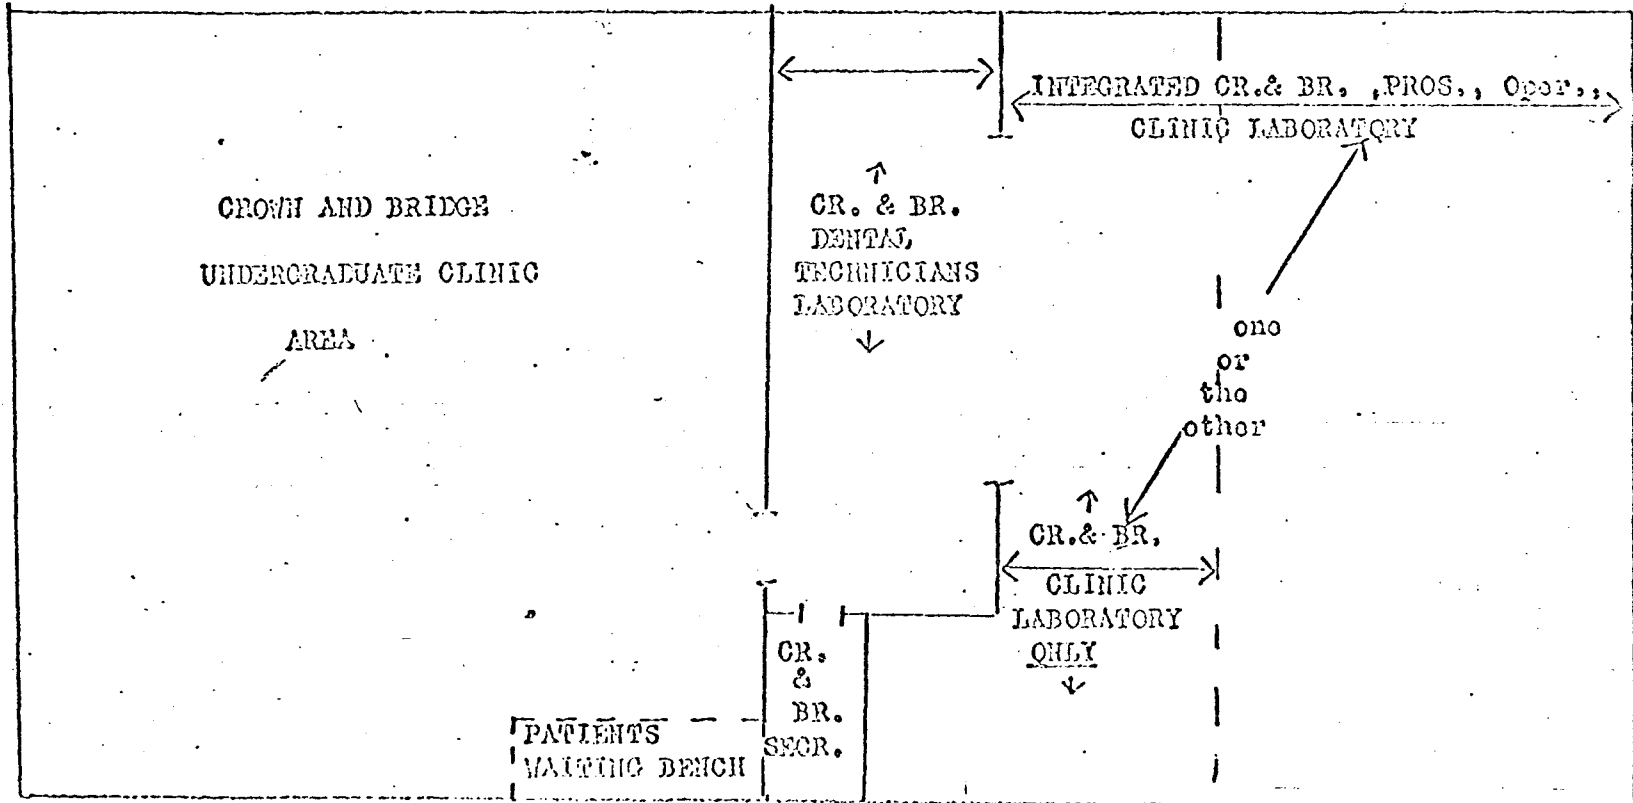 CROWN AND BRIDGE
UNDERGRADUATE CLINIC
AREA
CR. & BR.
DENTAL
TECHNICIANS
LABORATORY
INTEGRATED CR.& BR. ,PROS., Oper.,
CLINIC LABORATORY
one
or
the
other
CR.& BR.
CLINIC
LABORATORY
ONLY
CR.
&
BR.
SECR.
PATIENTS
WAITING BENCH